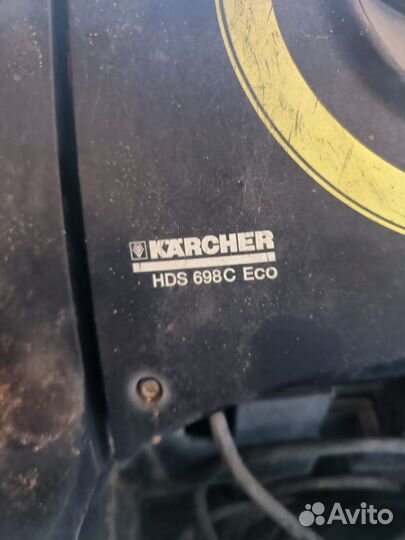 KÄRCHER
HDS 698C ECO
Avito